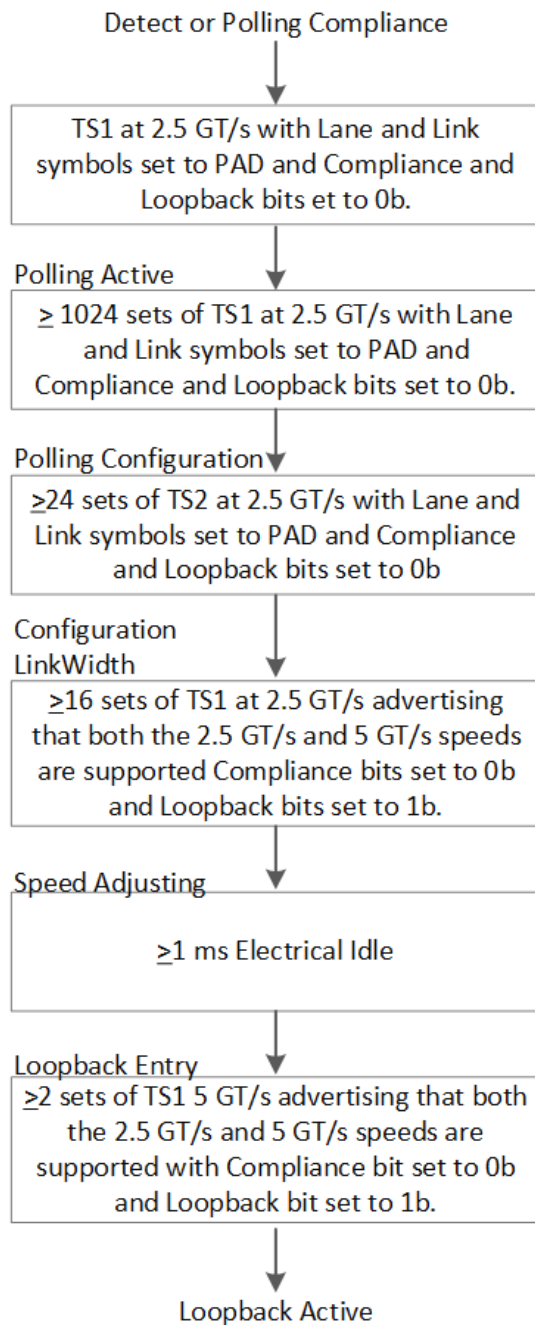 Detect or Polling Compliance
TS1 at 2.5 GT/s with Lane and Link
symbols set to PAD and Compliance and
Loopback bits et to 0b.
Polling Active
≥ 1024 sets of TS1 at 2.5 GT/s with Lane
and Link symbols set to PAD and
Compliance and Loopback bits set to 0b.
Polling Configuration
≥24 sets of TS2 at 2.5 GT/s with Lane and
Link symbols set to PAD and Compliance
and Loopback bits set to 0b
Configuration
LinkWidth
≥16 sets of TS1 at 2.5 GT/s advertising
that both the 2.5 GT/s and 5 GT/s speeds
are supported Compliance bits set to 0b
and Loopback bits set to 1b.
Speed Adjusting
≥1 ms Electrical Idle
Loopback Entry
≥2 sets of TS1 5 GT/s advertising that both
the 2.5 GT/s and 5 GT/s speeds are
supported with Compliance bit set to 0b
and Loopback bit set to 1b.
Loopback Active